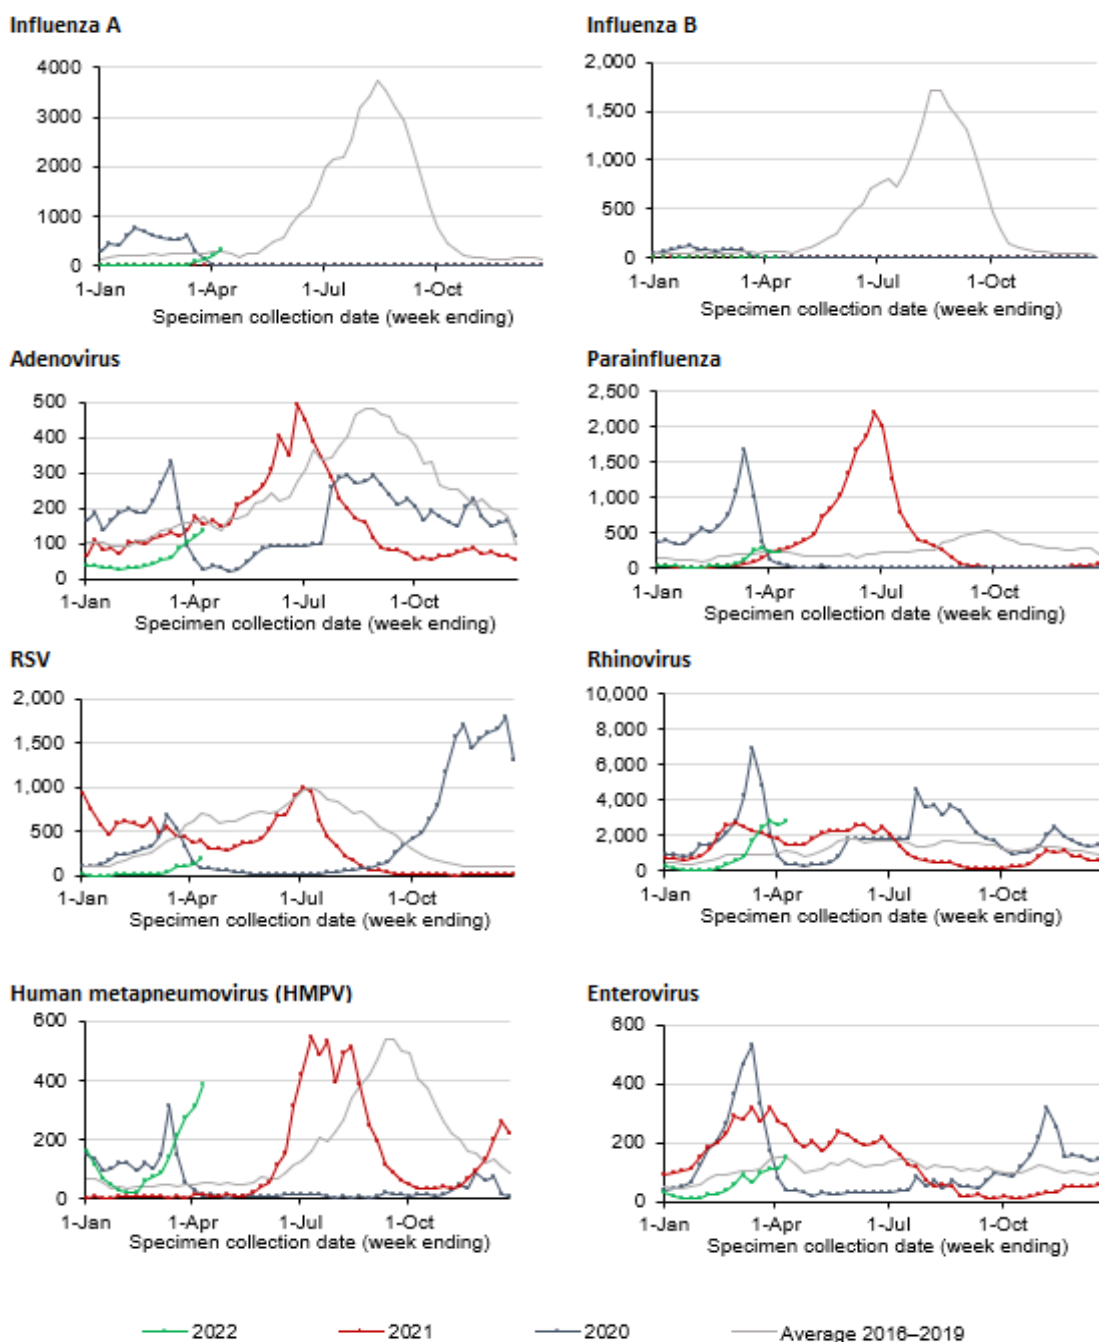 Influenza A
Influenza B
4000
3000
2000
1000
0
1-Jan 1-Apr 1-Jul 1-Oct
Specimen collection date (week ending)
2,000
1,500
1,000
500
0
1-Jan 1-Apr 1-Jul 1-Oct
Specimen collection date (week ending)
Adenovirus
Parainfluenza
500
400
300
200
100
0
1-Jan 1-Apr 1-Jul 1-Oct
Specimen collection date (week ending)
2,500
2,000
1,500
1,000
500
0
1-Jan 1-Apr 1-Jul 1-Oct
Specimen collection date (week ending)
RSV
Rhinovirus
2,000
1,500
1,000
500
0
1-Jan 1-Apr 1-Jul 1-Oct
Specimen collection date (week ending)
10,000
8,000
6,000
4,000
2,000
0
1-Jan 1-Apr 1-Jul 1-Oct
Specimen collection date (week ending)
Human metapneumovirus (HMPV)
Enterovirus
600
400
200
0
1-Jan 1-Apr 1-Jul 1-Oct
Specimen collection date (week ending)
600
400
200
0
1-Jan 1-Apr 1-Jul 1-Oct
Specimen collection date (week ending)
2022 2021 2020 Average 2016–2019